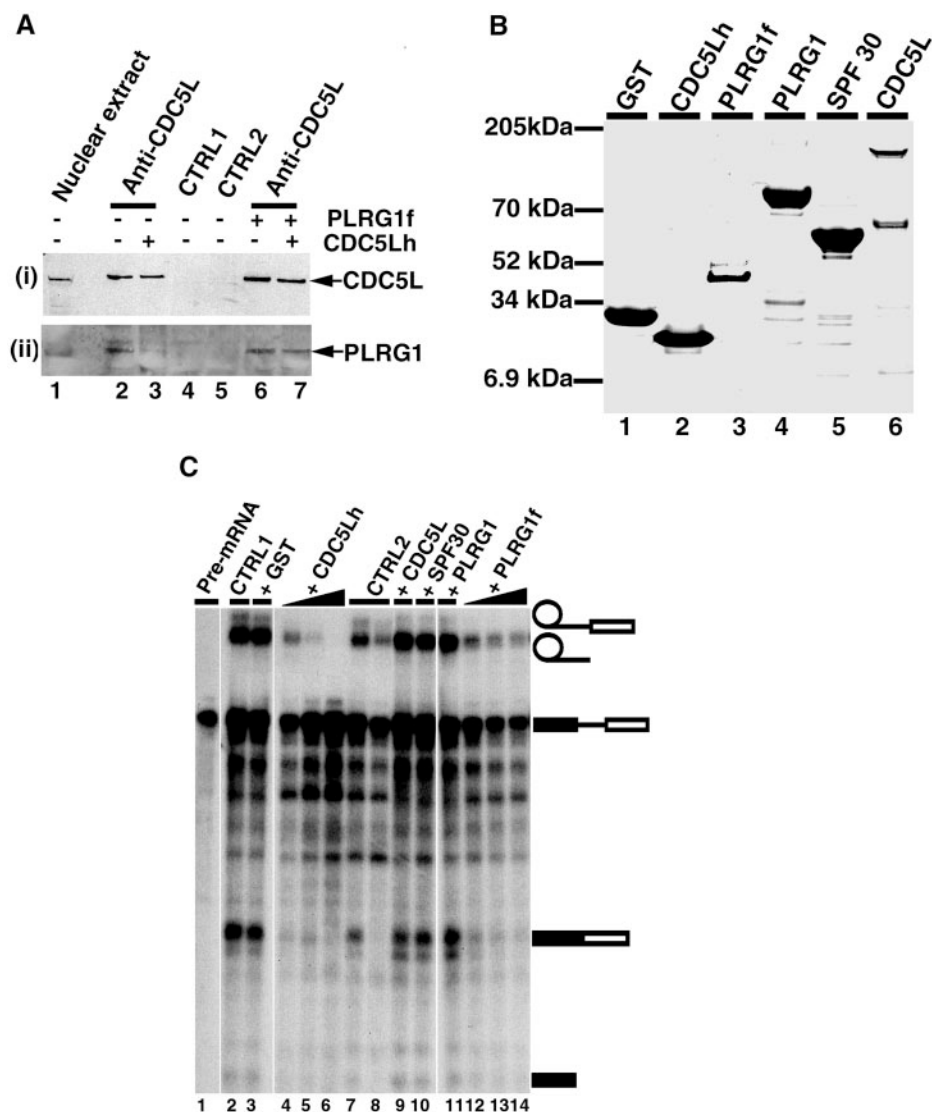 A
Nuclear extract
Anti-CDC5L
CTRL1
CTRL2
Anti-CDC5L
- - - - - + + PLRG1f
- - + - - - + CDC5Lh
(i) CDC5L
(ii) PLRG1
1 2 3 4 5 6 7
B
GST
CDC5Lh
PLRG1f
PLRG1
SPF 30
CDC5L
205kDa
70 kDa
52 kDa
34 kDa
6.9 kDa
1 2 3 4 5 6
C
Pre-mRNA
CTRL1
+ GST
+ CDC5Lh
CTRL2
+ CDC5L
+ SPF30
+ PLRG1
+ PLRG1f
1 2 3 4 5 6 7 8 9 10 11 12 13 14